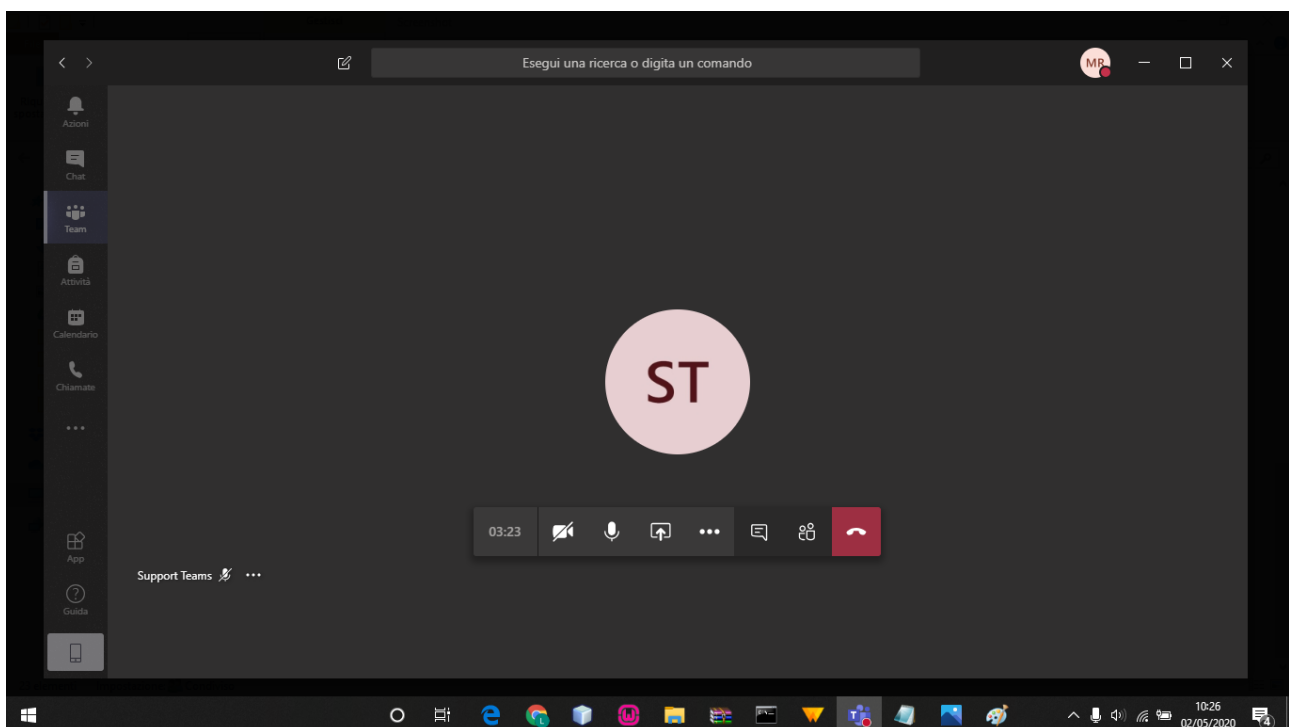 Esegui una ricerca o digita un comando
MR
Azioni
Chat
Team
Attività
Calendario
Chiamate
ST
03:23
App
Support Teams
Guida
10:26
02/05/2020
4